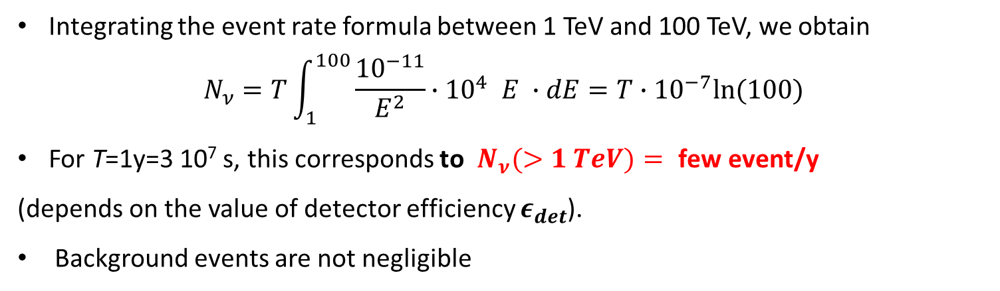 • Integrating the event rate formula between 1 TeV and 100 TeV, we obtain
N_ν = T ∫_1^100 10^−11/E^2 · 10^4 E · dE = T · 10^−7 ln(100)
• For T=1y=3 10^7 s, this corresponds to N_ν(> 1 TeV) = few event/y
(depends on the value of detector efficiency ϵ_det).
• Background events are not negligible